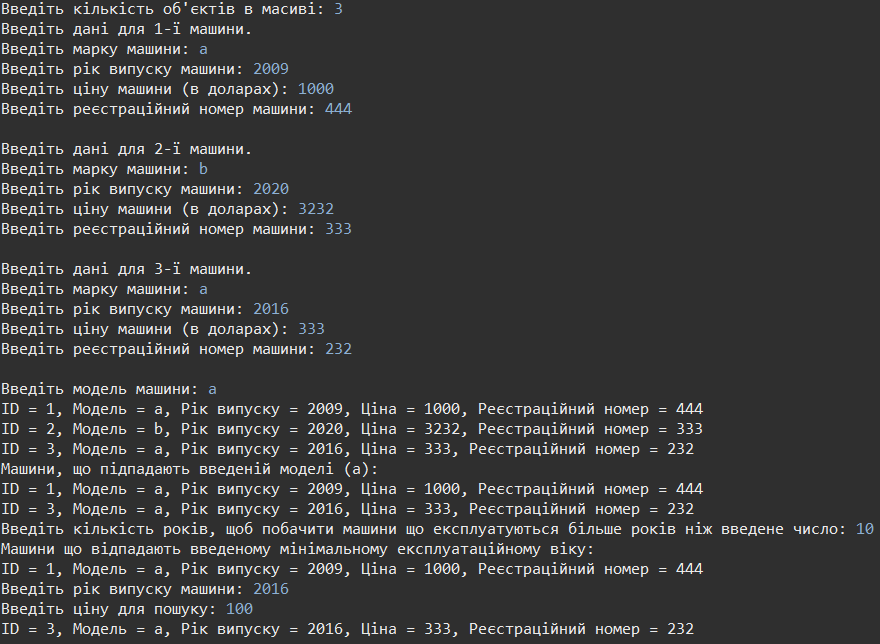 Введіть кількість об'єктів в масиві: 3
Введіть дані для 1-ї машини.
Введіть марку машини: a
Введіть рік випуску машини: 2009
Введіть ціну машини (в доларах): 1000
Введіть реєстраційний номер машини: 444
Введіть дані для 2-ї машини.
Введіть марку машини: b
Введіть рік випуску машини: 2020
Введіть ціну машини (в доларах): 3232
Введіть реєстраційний номер машини: 333
Введіть дані для 3-ї машини.
Введіть марку машини: a
Введіть рік випуску машини: 2016
Введіть ціну машини (в доларах): 333
Введіть реєстраційний номер машини: 232
Введіть модель машини: a
ID = 1, Модель = a, Рік випуску = 2009, Ціна = 1000, Реєстраційний номер = 444
ID = 2, Модель = b, Рік випуску = 2020, Ціна = 3232, Реєстраційний номер = 333
ID = 3, Модель = a, Рік випуску = 2016, Ціна = 333, Реєстраційний номер = 232
Машини, що підпадають введеній моделі (a):
ID = 1, Модель = a, Рік випуску = 2009, Ціна = 1000, Реєстраційний номер = 444
ID = 3, Модель = a, Рік випуску = 2016, Ціна = 333, Реєстраційний номер = 232
Введіть кількість років, щоб побачити машини що експлуатуються більше років ніж введене число: 10
Машини що відпадають введеному мінімальному експлуатаційному віку:
ID = 1, Модель = a, Рік випуску = 2009, Ціна = 1000, Реєстраційний номер = 444
Введіть рік випуску машини: 2016
Введіть ціну для пошуку: 100
ID = 3, Модель = a, Рік випуску = 2016, Ціна = 333, Реєстраційний номер = 232